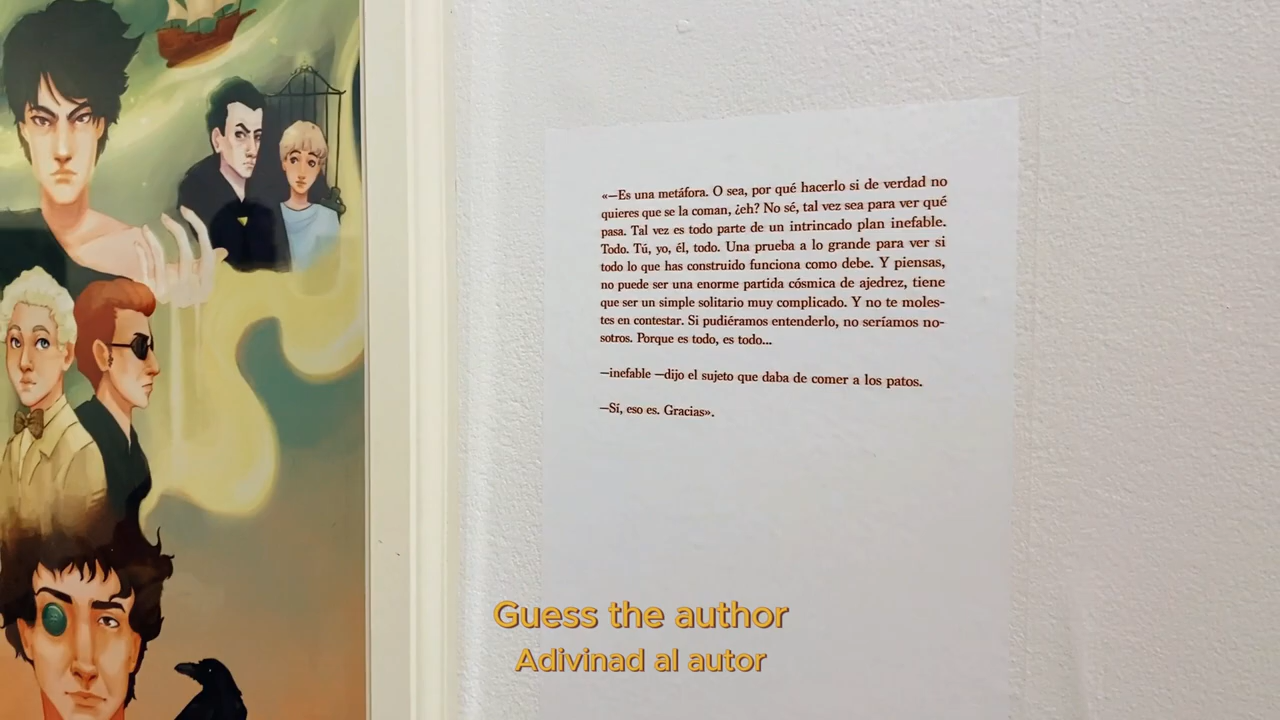 «—Es una metáfora. O sea, por qué hacerlo si de verdad no
quieres que se la coman, ¿eh? No sé, tal vez sea para ver qué
pasa. Tal vez es todo parte de un intrincado plan inefable.
Todo. Tú, yo, él, todo. Una prueba a lo grande para ver si
todo lo que has construido funciona como debe. Y piensas,
no puede ser una enorme partida cósmica de ajedrez, tiene
que ser un simple solitario muy complicado. Y no te moles-
tes en contestar. Si pudiéramos entenderlo, no seríamos no-
sotros. Porque es todo, es todo...
—inefable —dijo el sujeto que daba de comer a los patos.
—Sí, eso es. Gracias».
Guess the author
Adivinad al autor